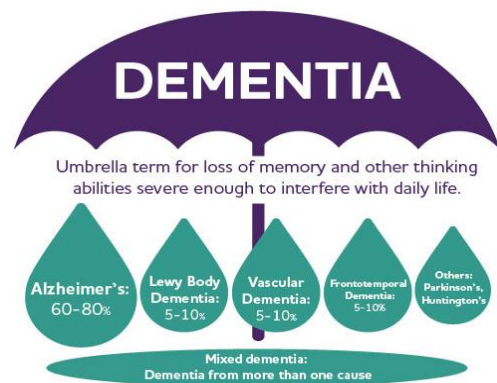 DEMENTIA
Umbrella term for loss of memory and other thinking
abilities severe enough to interfere with daily life.
Alzheimer's:
60-80%
Lewy Body
Dementia:
5-10%
Vascular
Dementia:
5-10%
Frontotemporal
Dementia:
5-10%
Others:
Parkinson's,
Huntington's
Mixed dementia:
Dementia from more than one cause